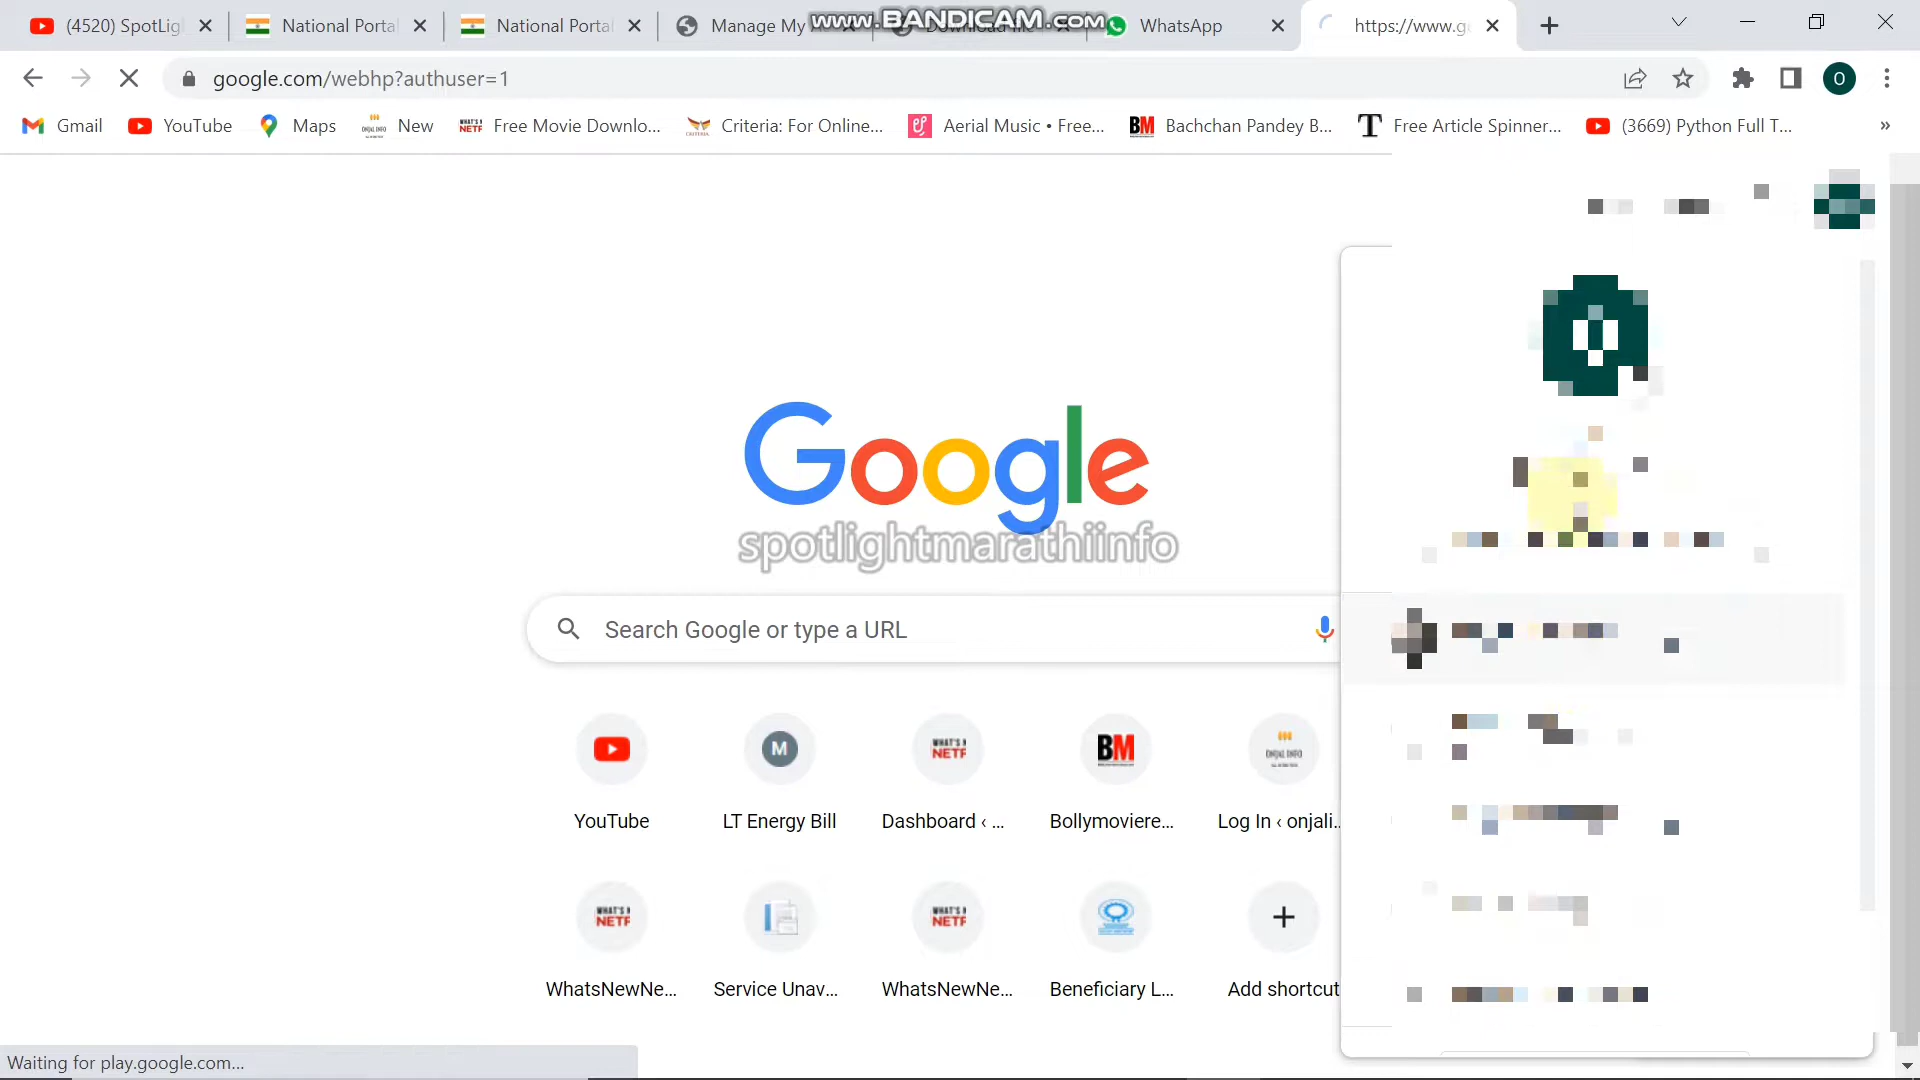 (4520) SpotLig
National Portal
National Portal
Manage My A
www.BANDICAM.COM
Download file
WhatsApp
https://www.go
google.com/webhp?authuser=1
O
Gmail
YouTube
Maps
New
Free Movie Downlo...
Criteria: For Online...
Aerial Music • Free...
Bachchan Pandey B...
Free Article Spinner...
(3669) Python Full T...
»
Google
spotlightmarathiinfo
Search Google or type a URL
YouTube
LT Energy Bill
Dashboard ‹ ...
Bollymoviere...
Log In ‹ onjali...
WhatsNewNe...
Service Unav...
WhatsNewNe...
Beneficiary L...
Add shortcut
Waiting for play.google.com...